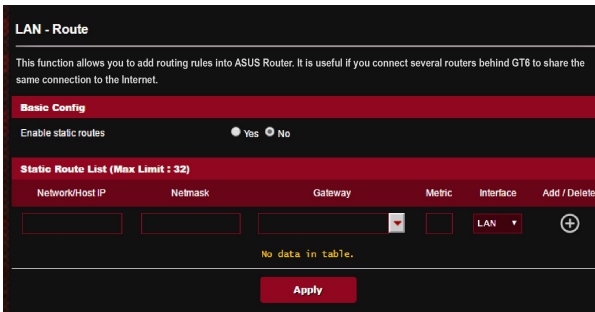 LAN - Route
This function allows you to add routing rules into ASUS Router. It is useful if you connect several routers behind GT6 to share the
same connection to the Internet.
Basic Config
Enable static routes Yes No
Static Route List (Max Limit : 32)
Network/Host IP Netmask Gateway Metric Interface Add / Delete
LAN
No data in table.
Apply